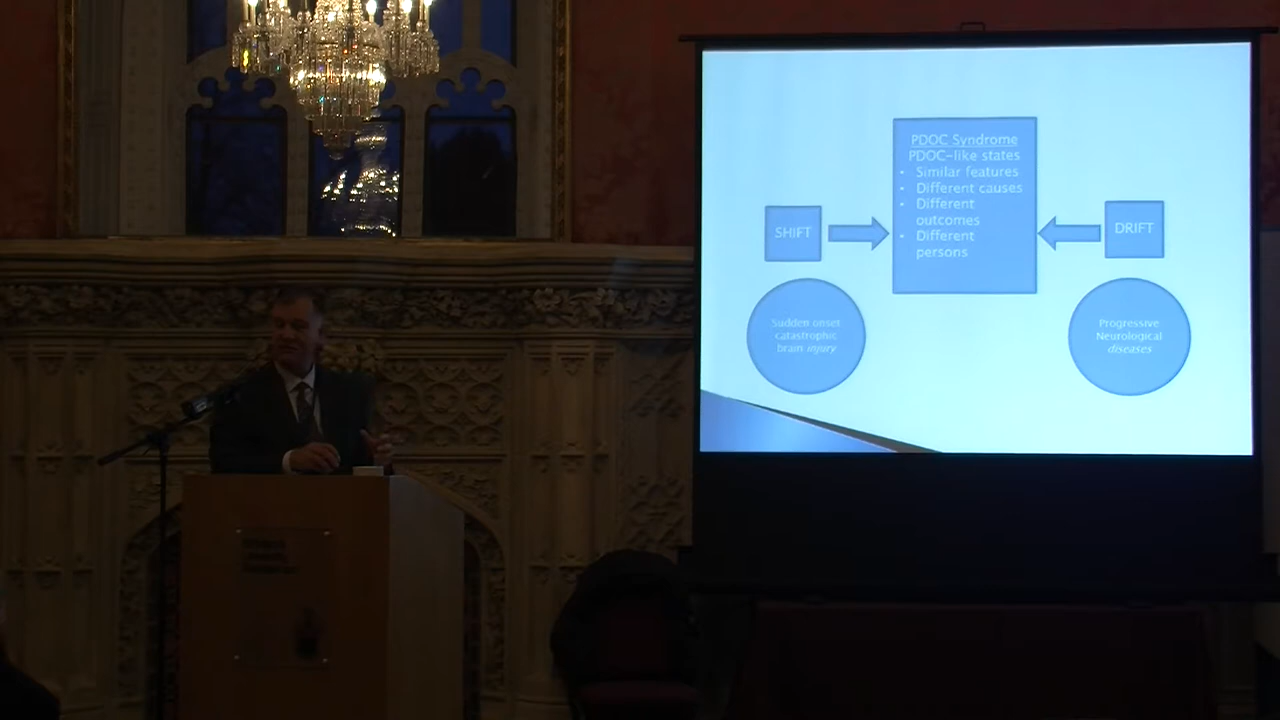 PDOC Syndrome
PDOC-like states
• Similar features
• Different causes
• Different
outcomes
• Different
persons
SHIFT
DRIFT
Sudden onset
catastrophic
brain injury
Progressive
Neurological
diseases